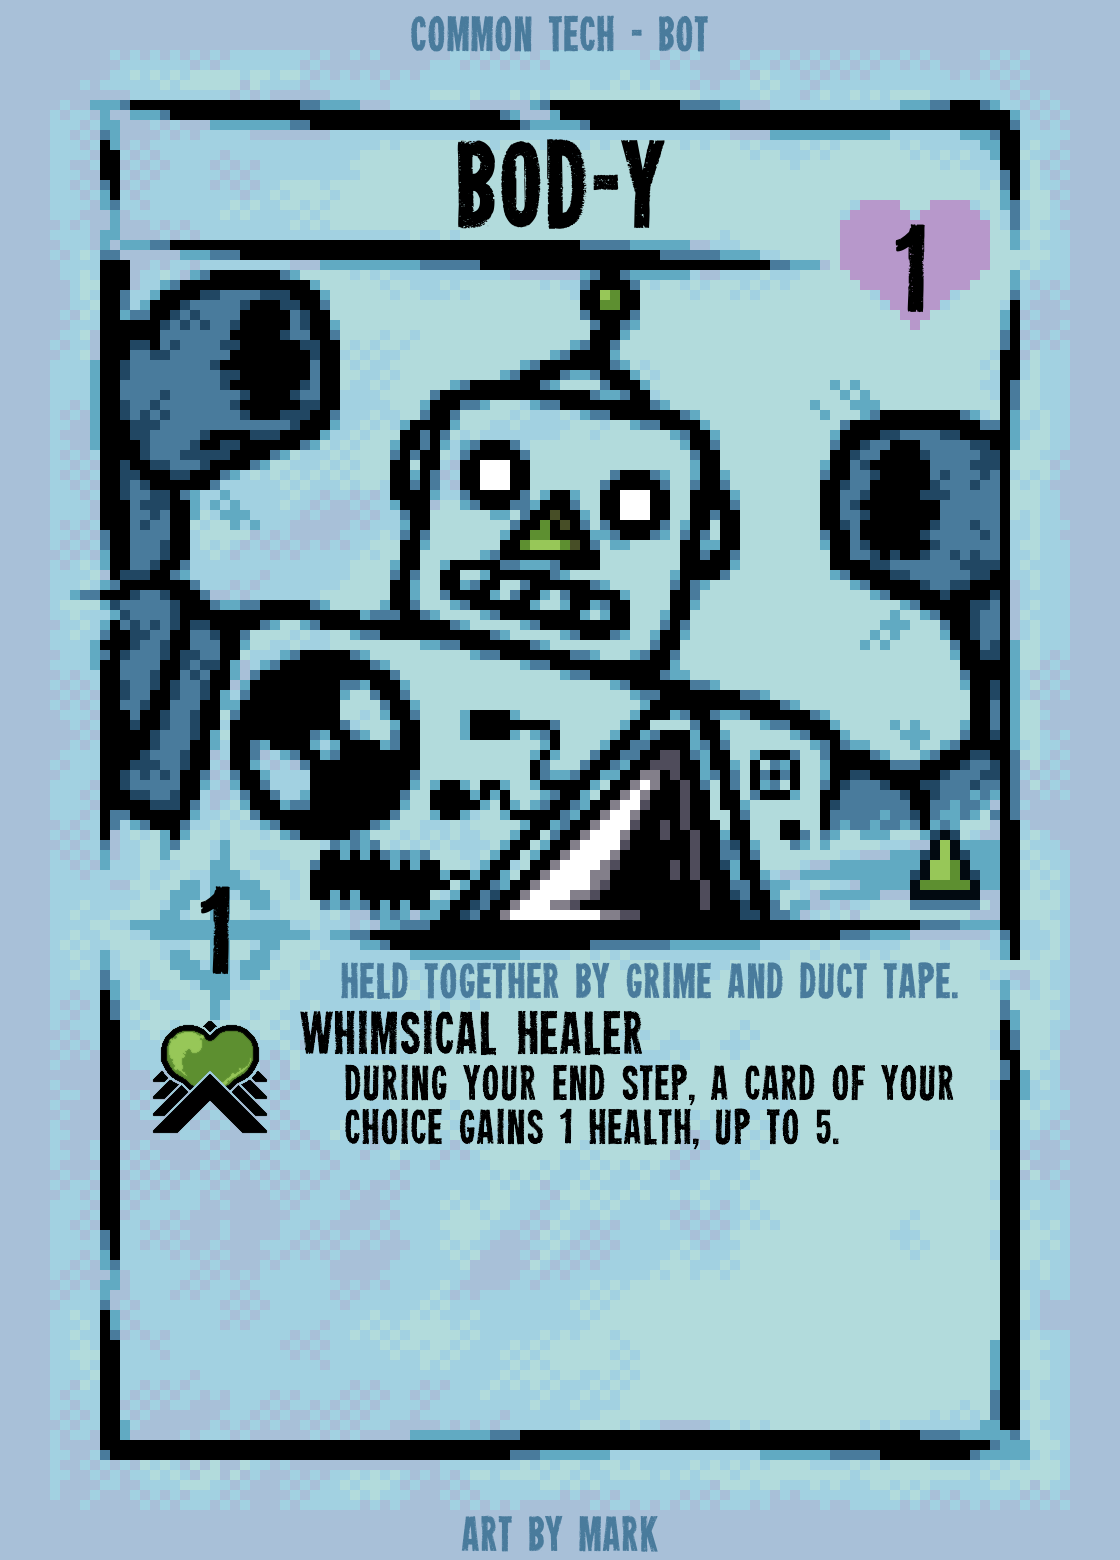 COMMON TECH - BOT
BOD-Y
1
1
HELD TOGETHER BY GRIME AND DUCT TAPE.
WHIMSICAL HEALER
DURING YOUR END STEP, A CARD OF YOUR
CHOICE GAINS 1 HEALTH, UP TO 5.
ART BY MARK